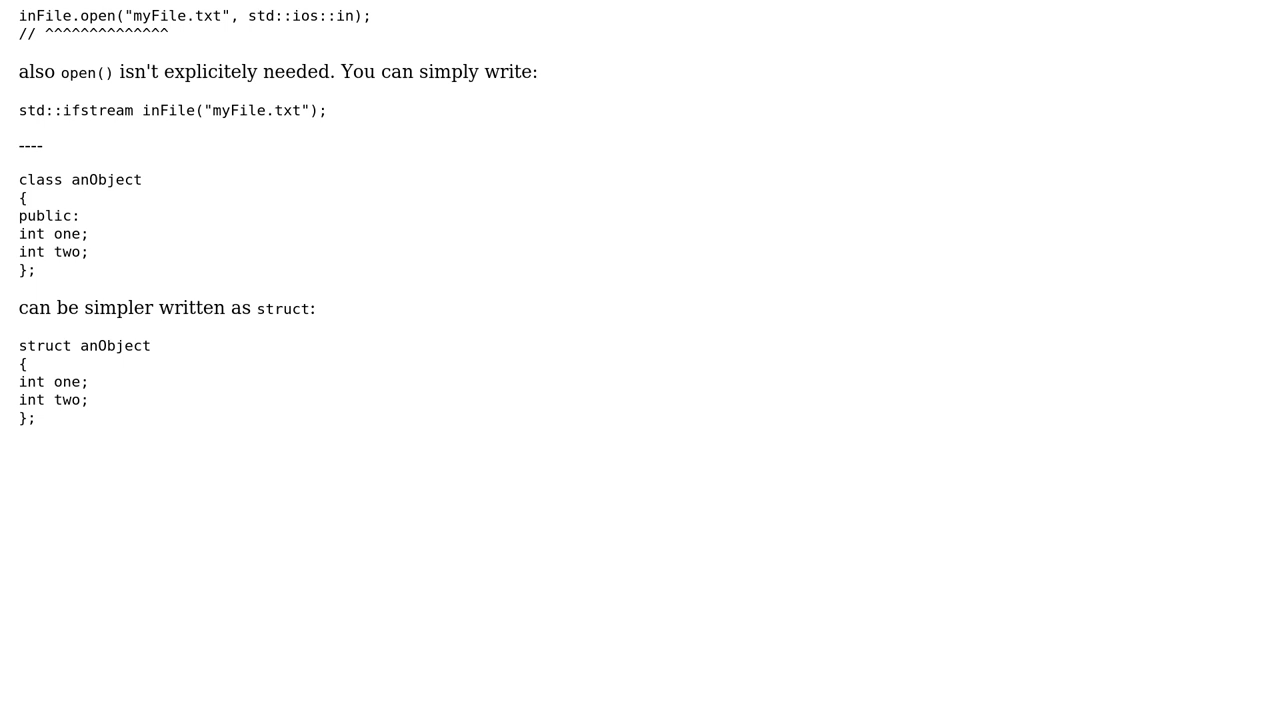 inFile.open("myFile.txt", std::ios::in);
// ^^^^^^^^^^^^^^
also open() isn't explicitely needed. You can simply write:
std::ifstream inFile("myFile.txt");
----
class anObject
{
public:
int one;
int two;
};
can be simpler written as struct:
struct anObject
{
int one;
int two;
};